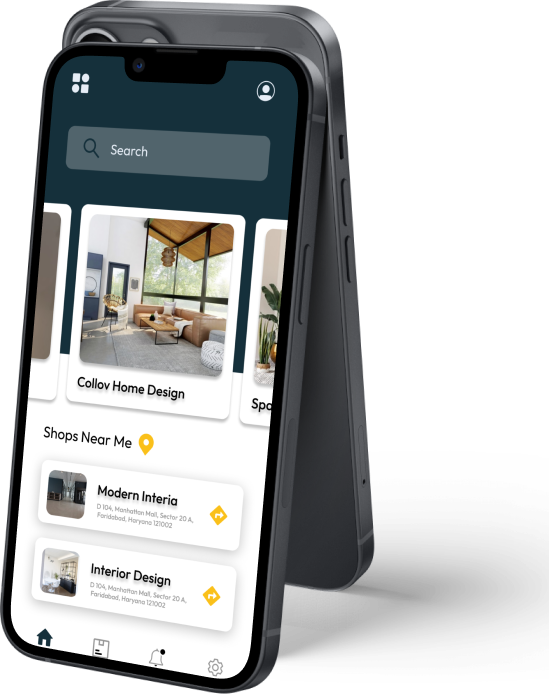 Search
Collov Home Design
Spa
Shops Near Me
Modern Interia
D 104, Manhattan Mall, Sector 20 A,
Faridabad, Haryana 121002
Interior Design
D 104, Manhattan Mall, Sector 20 A,
Faridabad, Haryana 121002